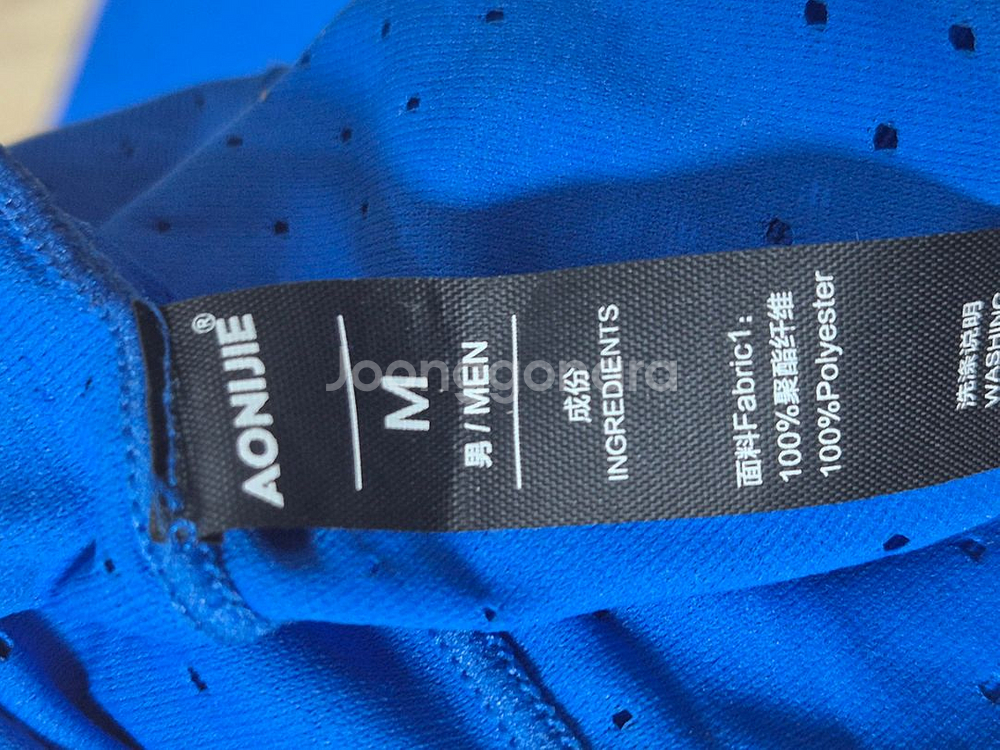 AONIJIE®
M
男 / MEN
成份
INGREDIENTS
面料Fabric1:
100%聚酯纤维
100%Polyester
洗涤说明
WASHING
Joonggonara